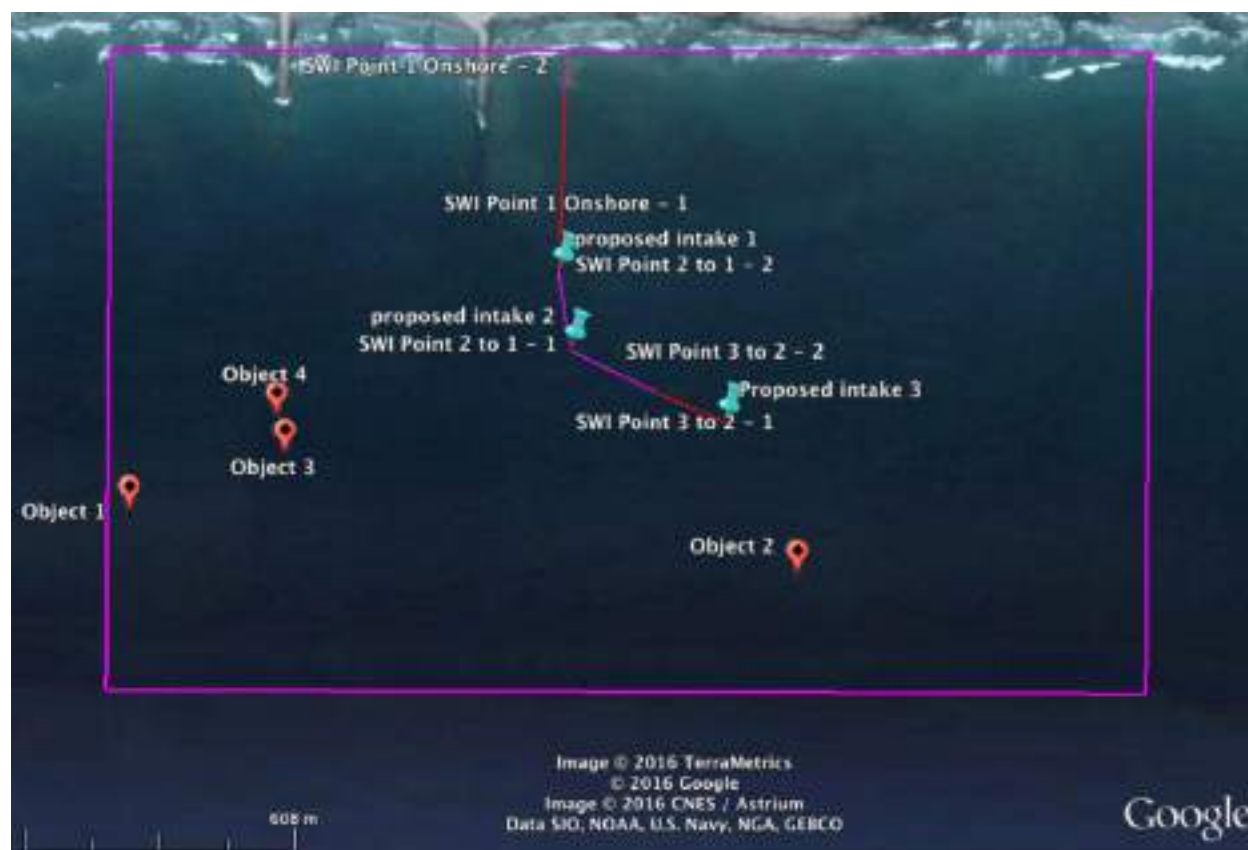 SWI Point 1 Onshore - 2
SWI Point 1 Onshore - 1
proposed intake 1
SWI Point 2 to 1 - 2
proposed intake 2
SWI Point 2 to 1 - 1
SWI Point 3 to 2 - 2
Object 4
Proposed intake 3
SWI Point 3 to 2 - 1
Object 3
Object 1
Object 2
Image © 2016 TerraMetrics
© 2016 Google
Image © 2016 CNES / Astrium
Data SIO, NOAA, U.S. Navy, NGA, GEBCO
608 m
Google